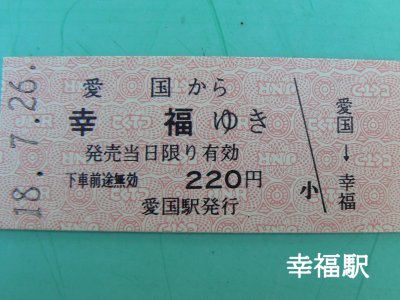 18.7.26.
愛国から
幸福ゆき
発売当日限り有効
下車前途無効 220円
愛国駅発行
小
愛国→幸福
幸福駅